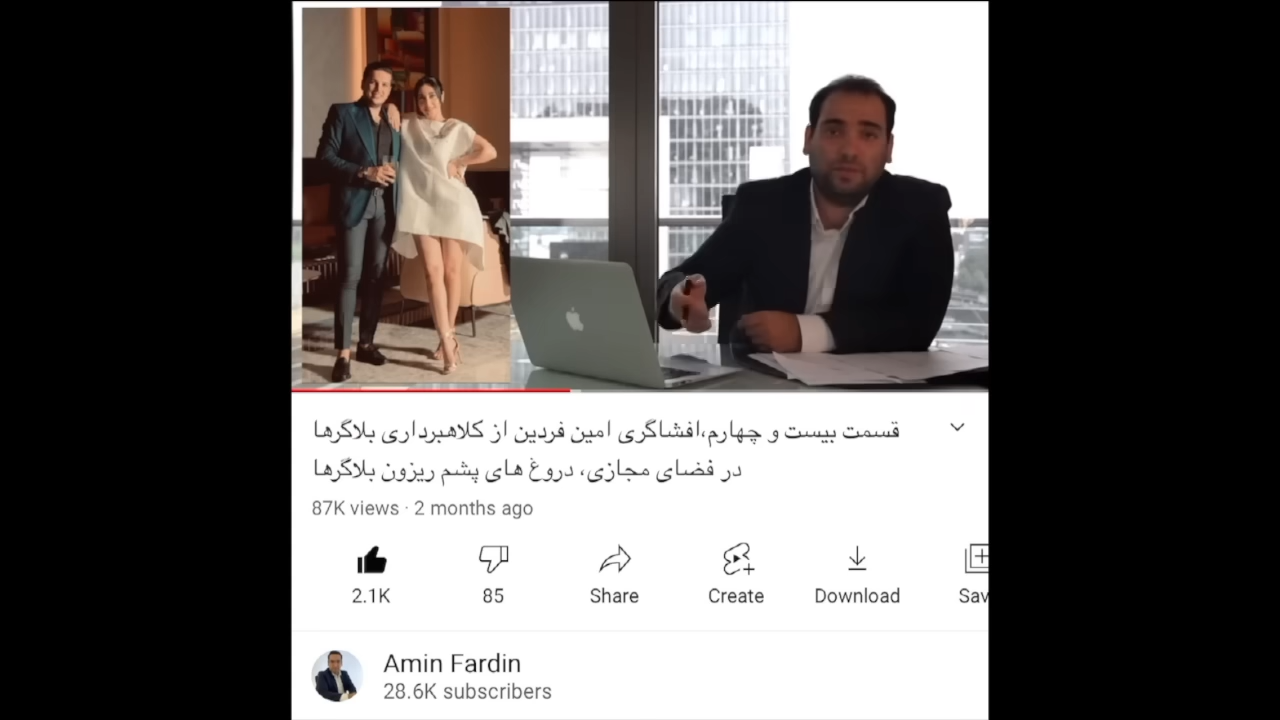 قسمت بیست و چهارم،افشاگری امین فردین از کلاهبرداری بلاگرها
در فضای مجازی، دروغ های پشم ریزون بلاگرها
87K views · 2 months ago
2.1K 85 Share Create Download Sav
Amin Fardin
28.6K subscribers